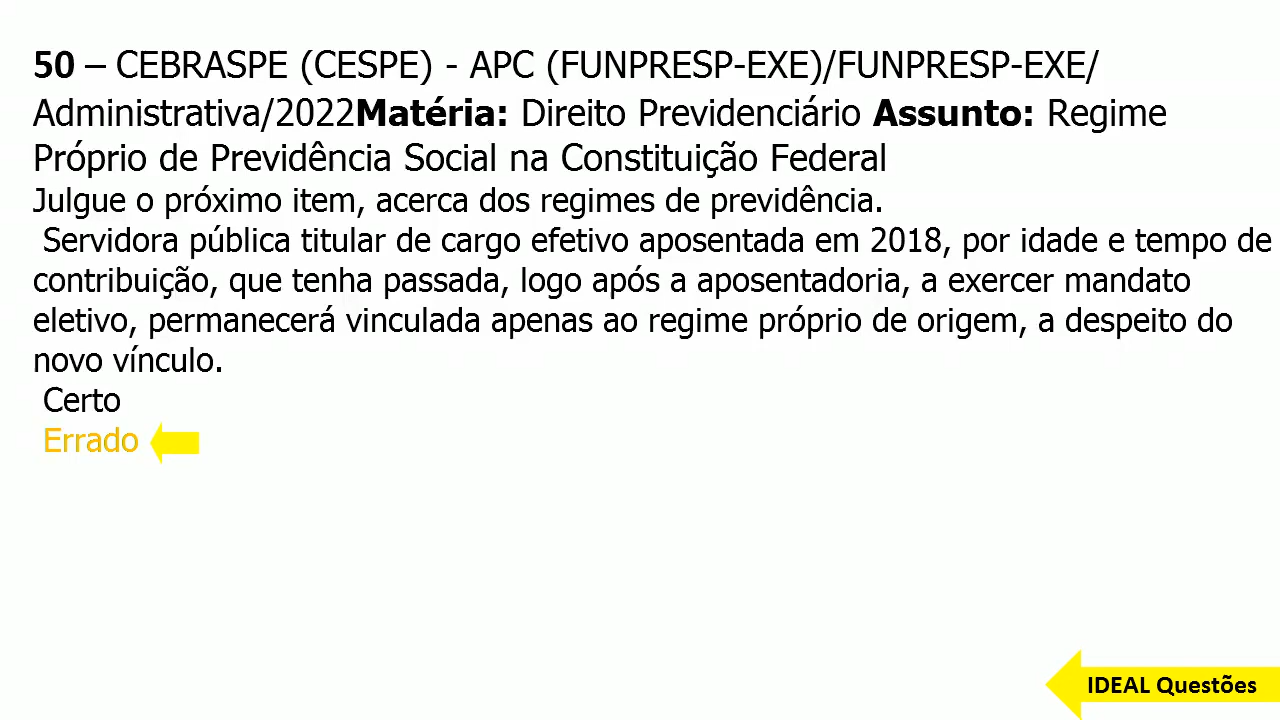 50 – CEBRASPE (CESPE) - APC (FUNPRESP-EXE)/FUNPRESP-EXE/
Administrativa/2022Matéria: Direito Previdenciário Assunto: Regime
Próprio de Previdência Social na Constituição Federal
Julgue o próximo item, acerca dos regimes de previdência.
Servidora pública titular de cargo efetivo aposentada em 2018, por idade e tempo de
contribuição, que tenha passada, logo após a aposentadoria, a exercer mandato
eletivo, permanecerá vinculada apenas ao regime próprio de origem, a despeito do
novo vínculo.
Certo
Errado
IDEAL Questões